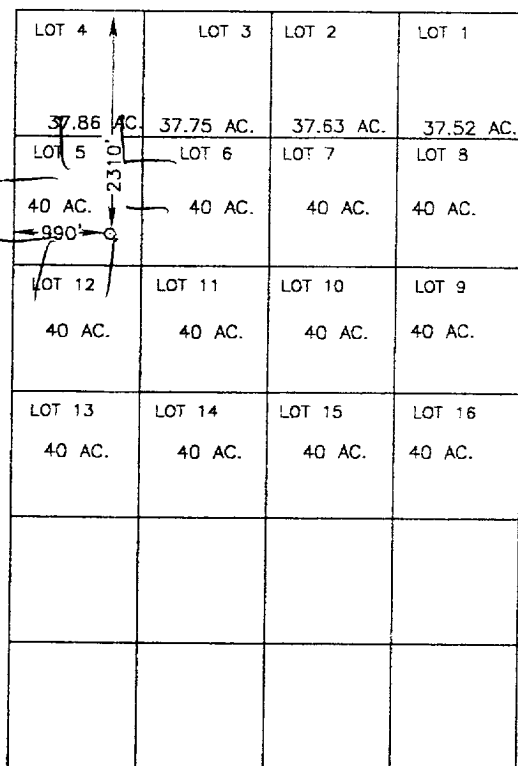 LOT 4 LOT 3 LOT 2 LOT 1
37.86 AC. 37.75 AC. 37.63 AC. 37.52 AC.
2310'
LOT 5 LOT 6 LOT 7 LOT 8
40 AC. 40 AC. 40 AC. 40 AC.
990'
LOT 12 LOT 11 LOT 10 LOT 9
40 AC. 40 AC. 40 AC. 40 AC.
LOT 13 LOT 14 LOT 15 LOT 16
40 AC. 40 AC. 40 AC. 40 AC.